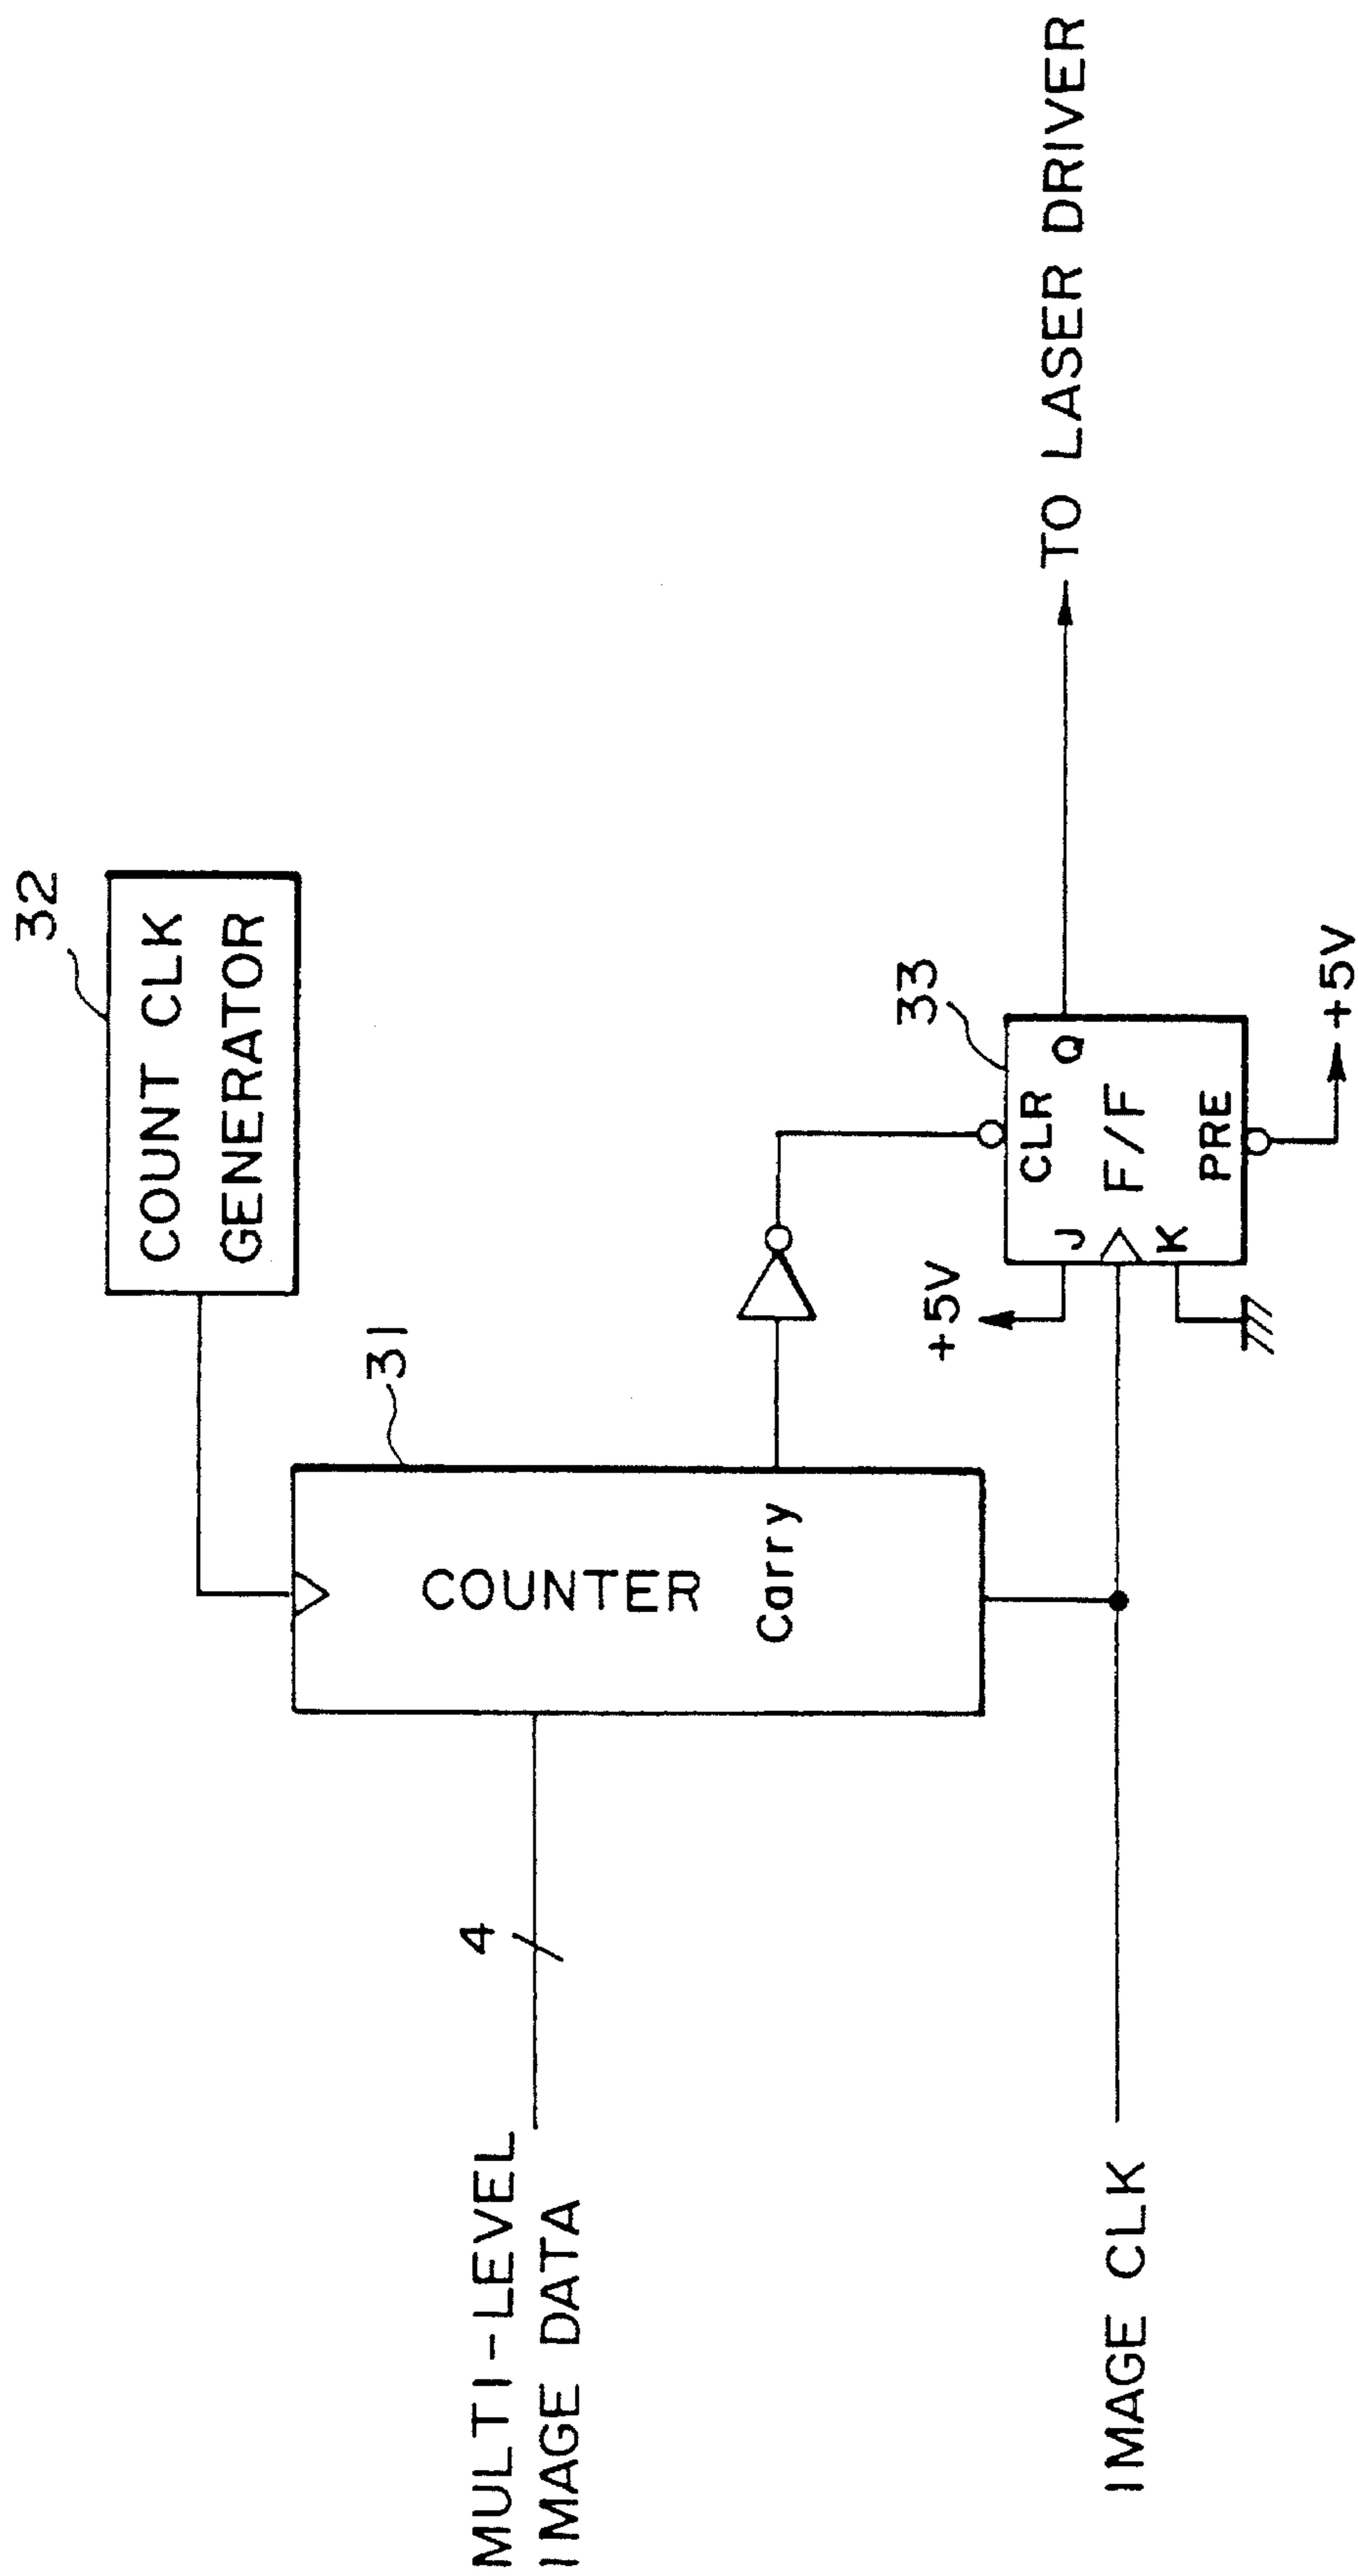 32
COUNT CLK
GENERATOR
31
COUNTER
Carry
4
MULTI-LEVEL
IMAGE DATA
IMAGE CLK
33
+5V
CLR
J
Q
F/F
K
PRE
+5V
TO LASER DRIVER